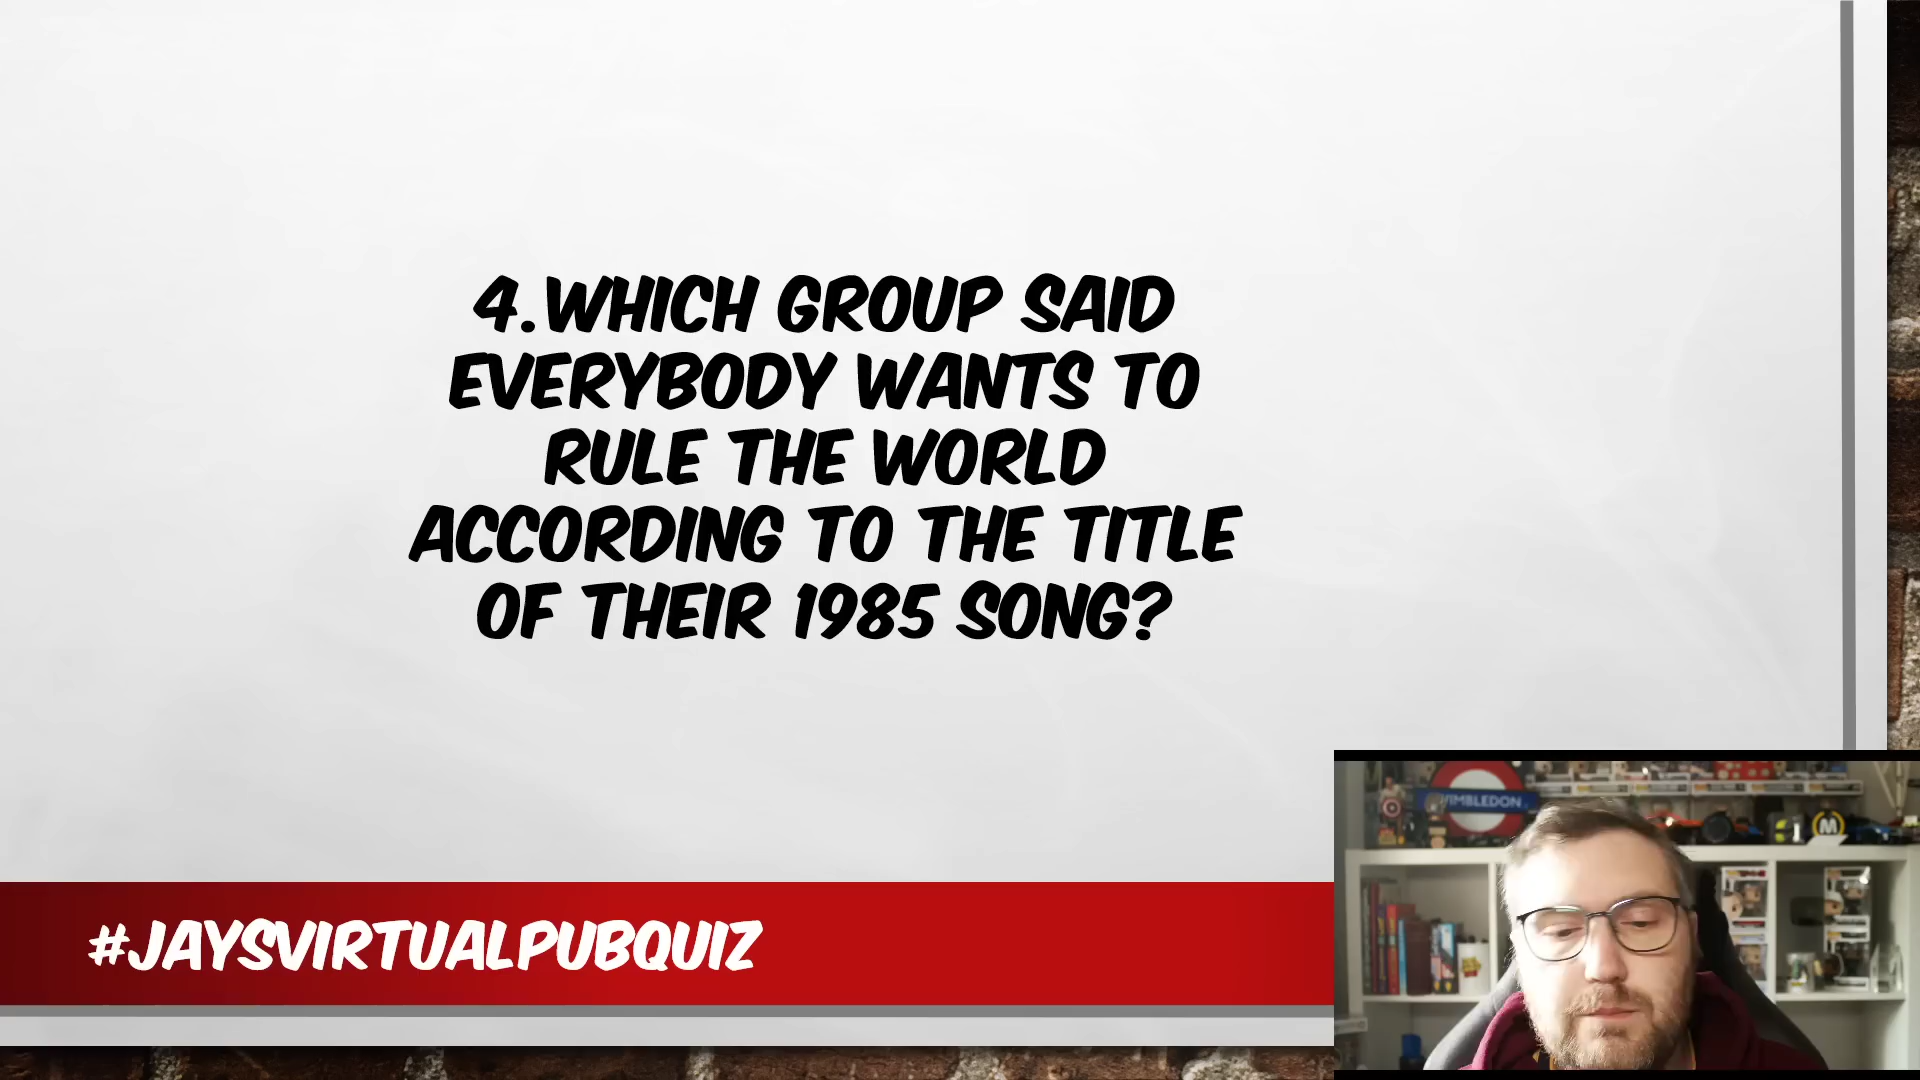 4.WHICH GROUP SAID
EVERYBODY WANTS TO
RULE THE WORLD
ACCORDING TO THE TITLE
OF THEIR 1985 SONG?
#JAYSVIRTUALPUBQUIZ
WIMBLEDON
M